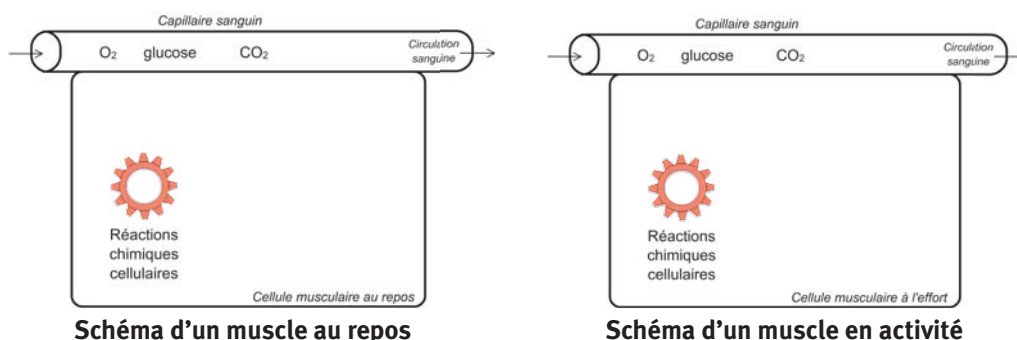 Capillaire sanguin
O₂ glucose CO₂
Circulation
sanguine
Réactions
chimiques
cellulaires
Cellule musculaire au repos
Schéma d'un muscle au repos
Capillaire sanguin
O₂ glucose CO₂
Circulation
sanguine
Réactions
chimiques
cellulaires
Cellule musculaire à l'effort
Schéma d'un muscle en activité